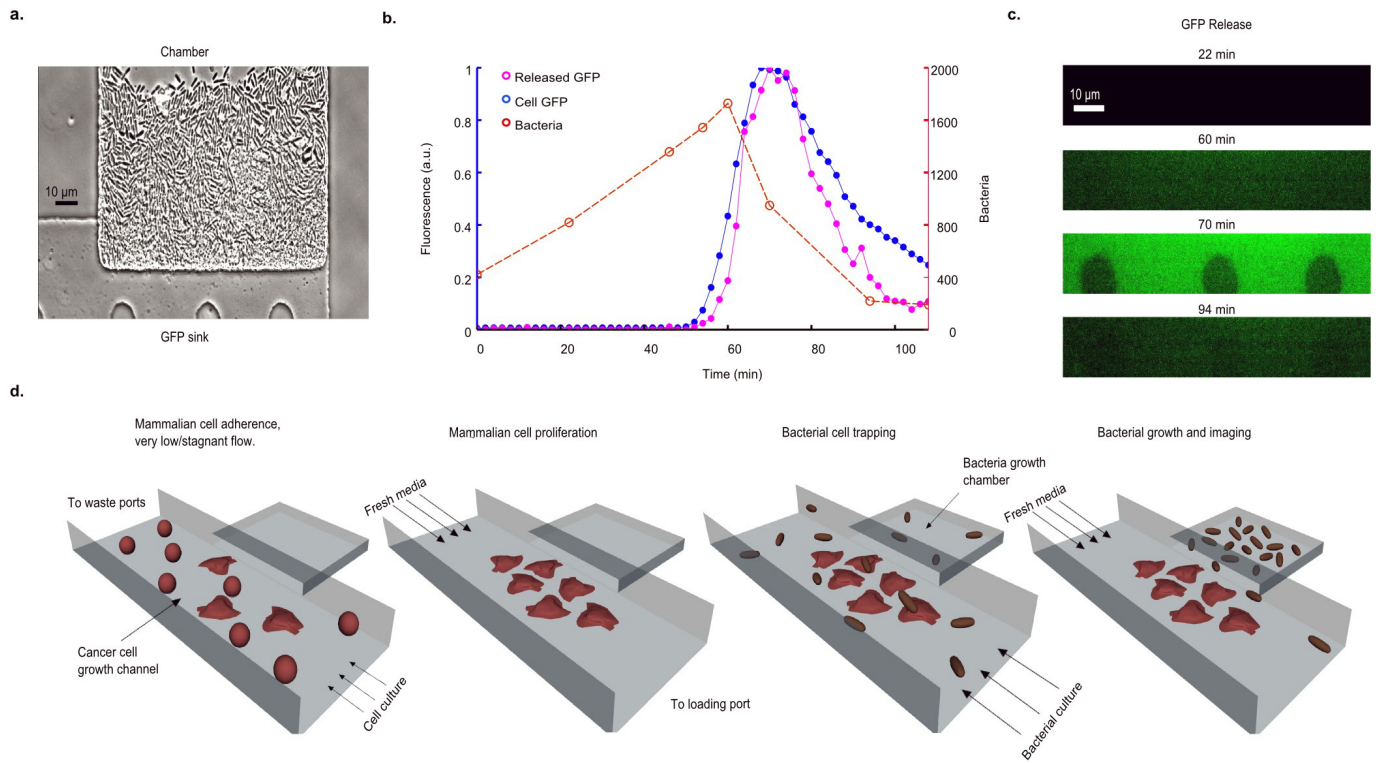 a.
Chamber
10 µm
GFP sink
b.
Released GFP
Cell GFP
Bacteria
Fluorescence (a.u.)
1
0.8
0.6
0.4
0.2
0
0
20
40
60
80
100
Time (min)
2000
1600
1200
800
400
0
Bacteria
c.
GFP Release
22 min
10 µm
60 min
70 min
94 min
d.
Mammalian cell adherence,
very low/stagnant flow.
To waste ports
Cancer cell
growth channel
Cell culture
Mammalian cell proliferation
Fresh media
To loading port
Bacterial cell trapping
Bacteria growth
chamber
Bacterial culture
Bacterial growth and imaging
Fresh media